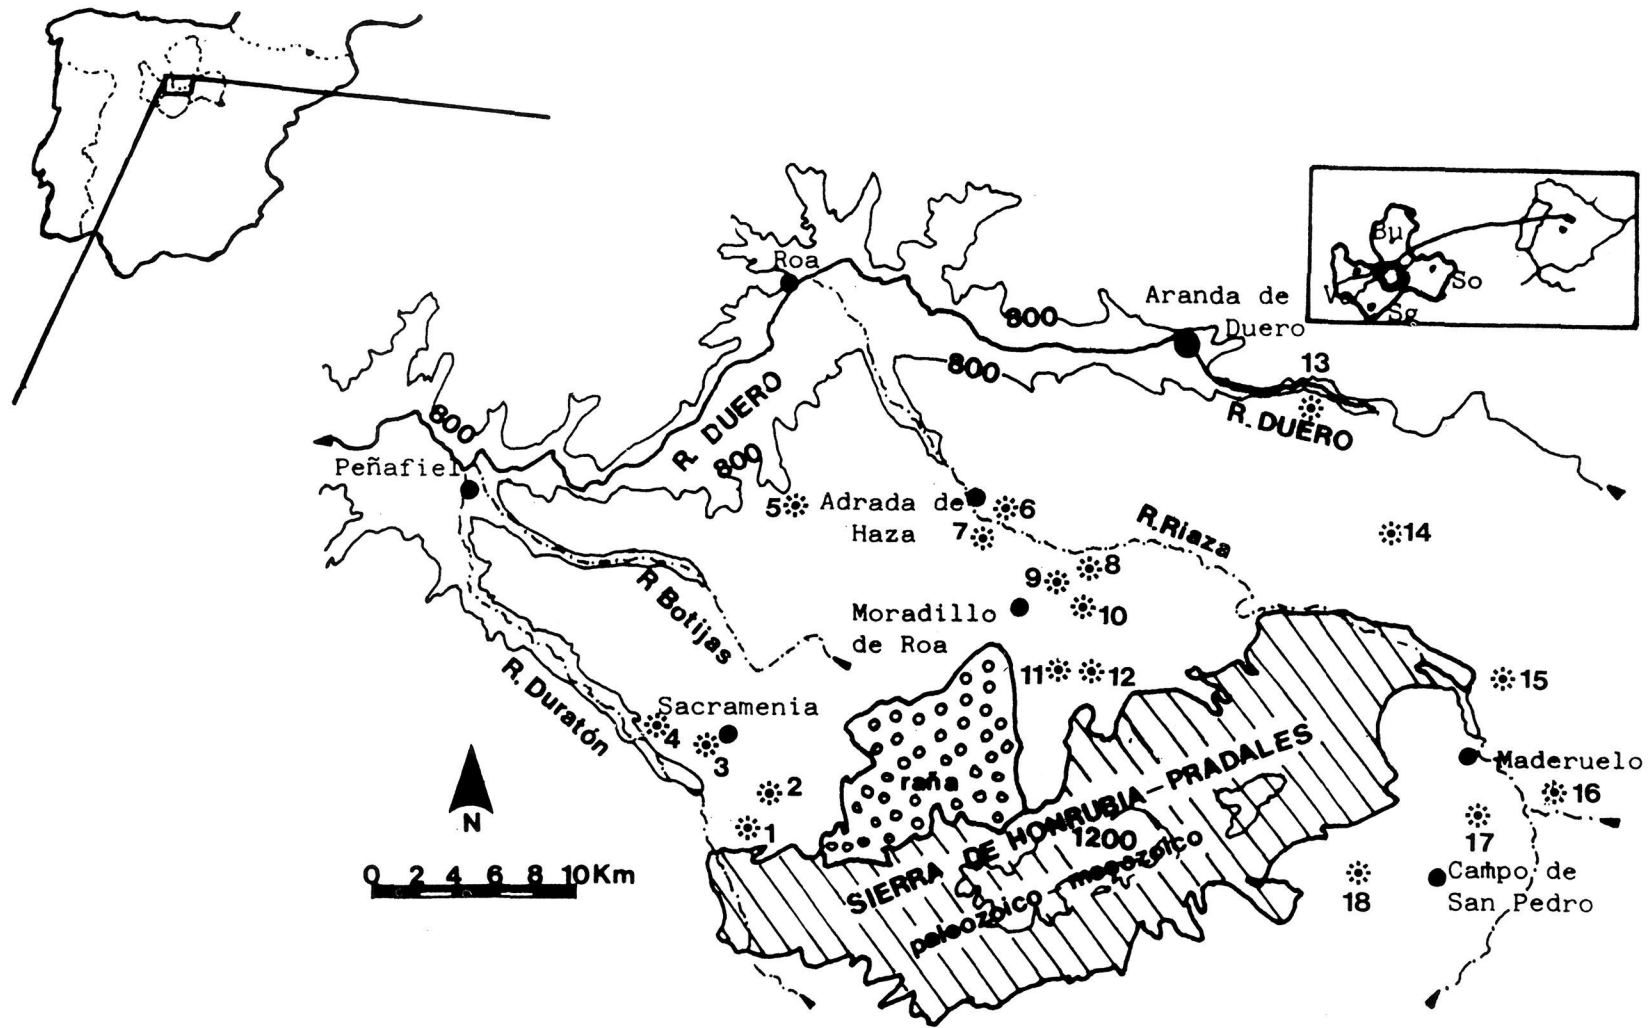 Bu
So
Sg
Roa
Aranda de
Duero
800
800
13
R. DUERO
R. DUERO
800
800
Peñafiel
5
Adrada de
Haza
6
7
R.Riaza
14
8
9
10
R Botijas
Moradillo
de Roa
11
12
15
R. Duratón
Sacramenia
4
3
2
1
raña
Maderuelo
16
17
18
Campo de
San Pedro
SIERRA DE HONRUBIA-PRADALES
1200
paleozoico - mesozoico
N
0 2 4 6 8 10Km